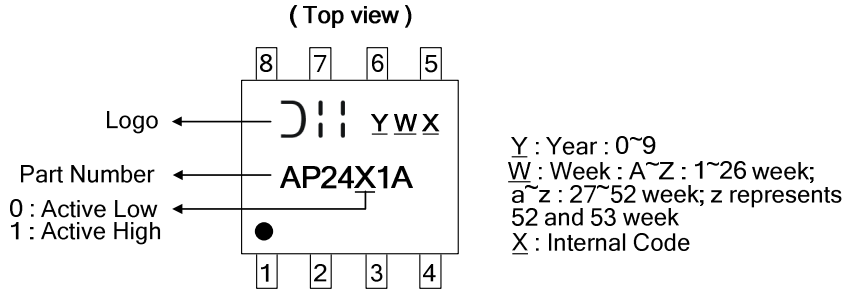 ( Top view )
8 7 6 5
Logo
Y W X
Part Number
AP24X1A
0 : Active Low
1 : Active High
1 2 3 4
Y : Year : 0~9
W : Week : A~Z : 1~26 week;
a~z : 27~52 week; z represents
52 and 53 week
X : Internal Code